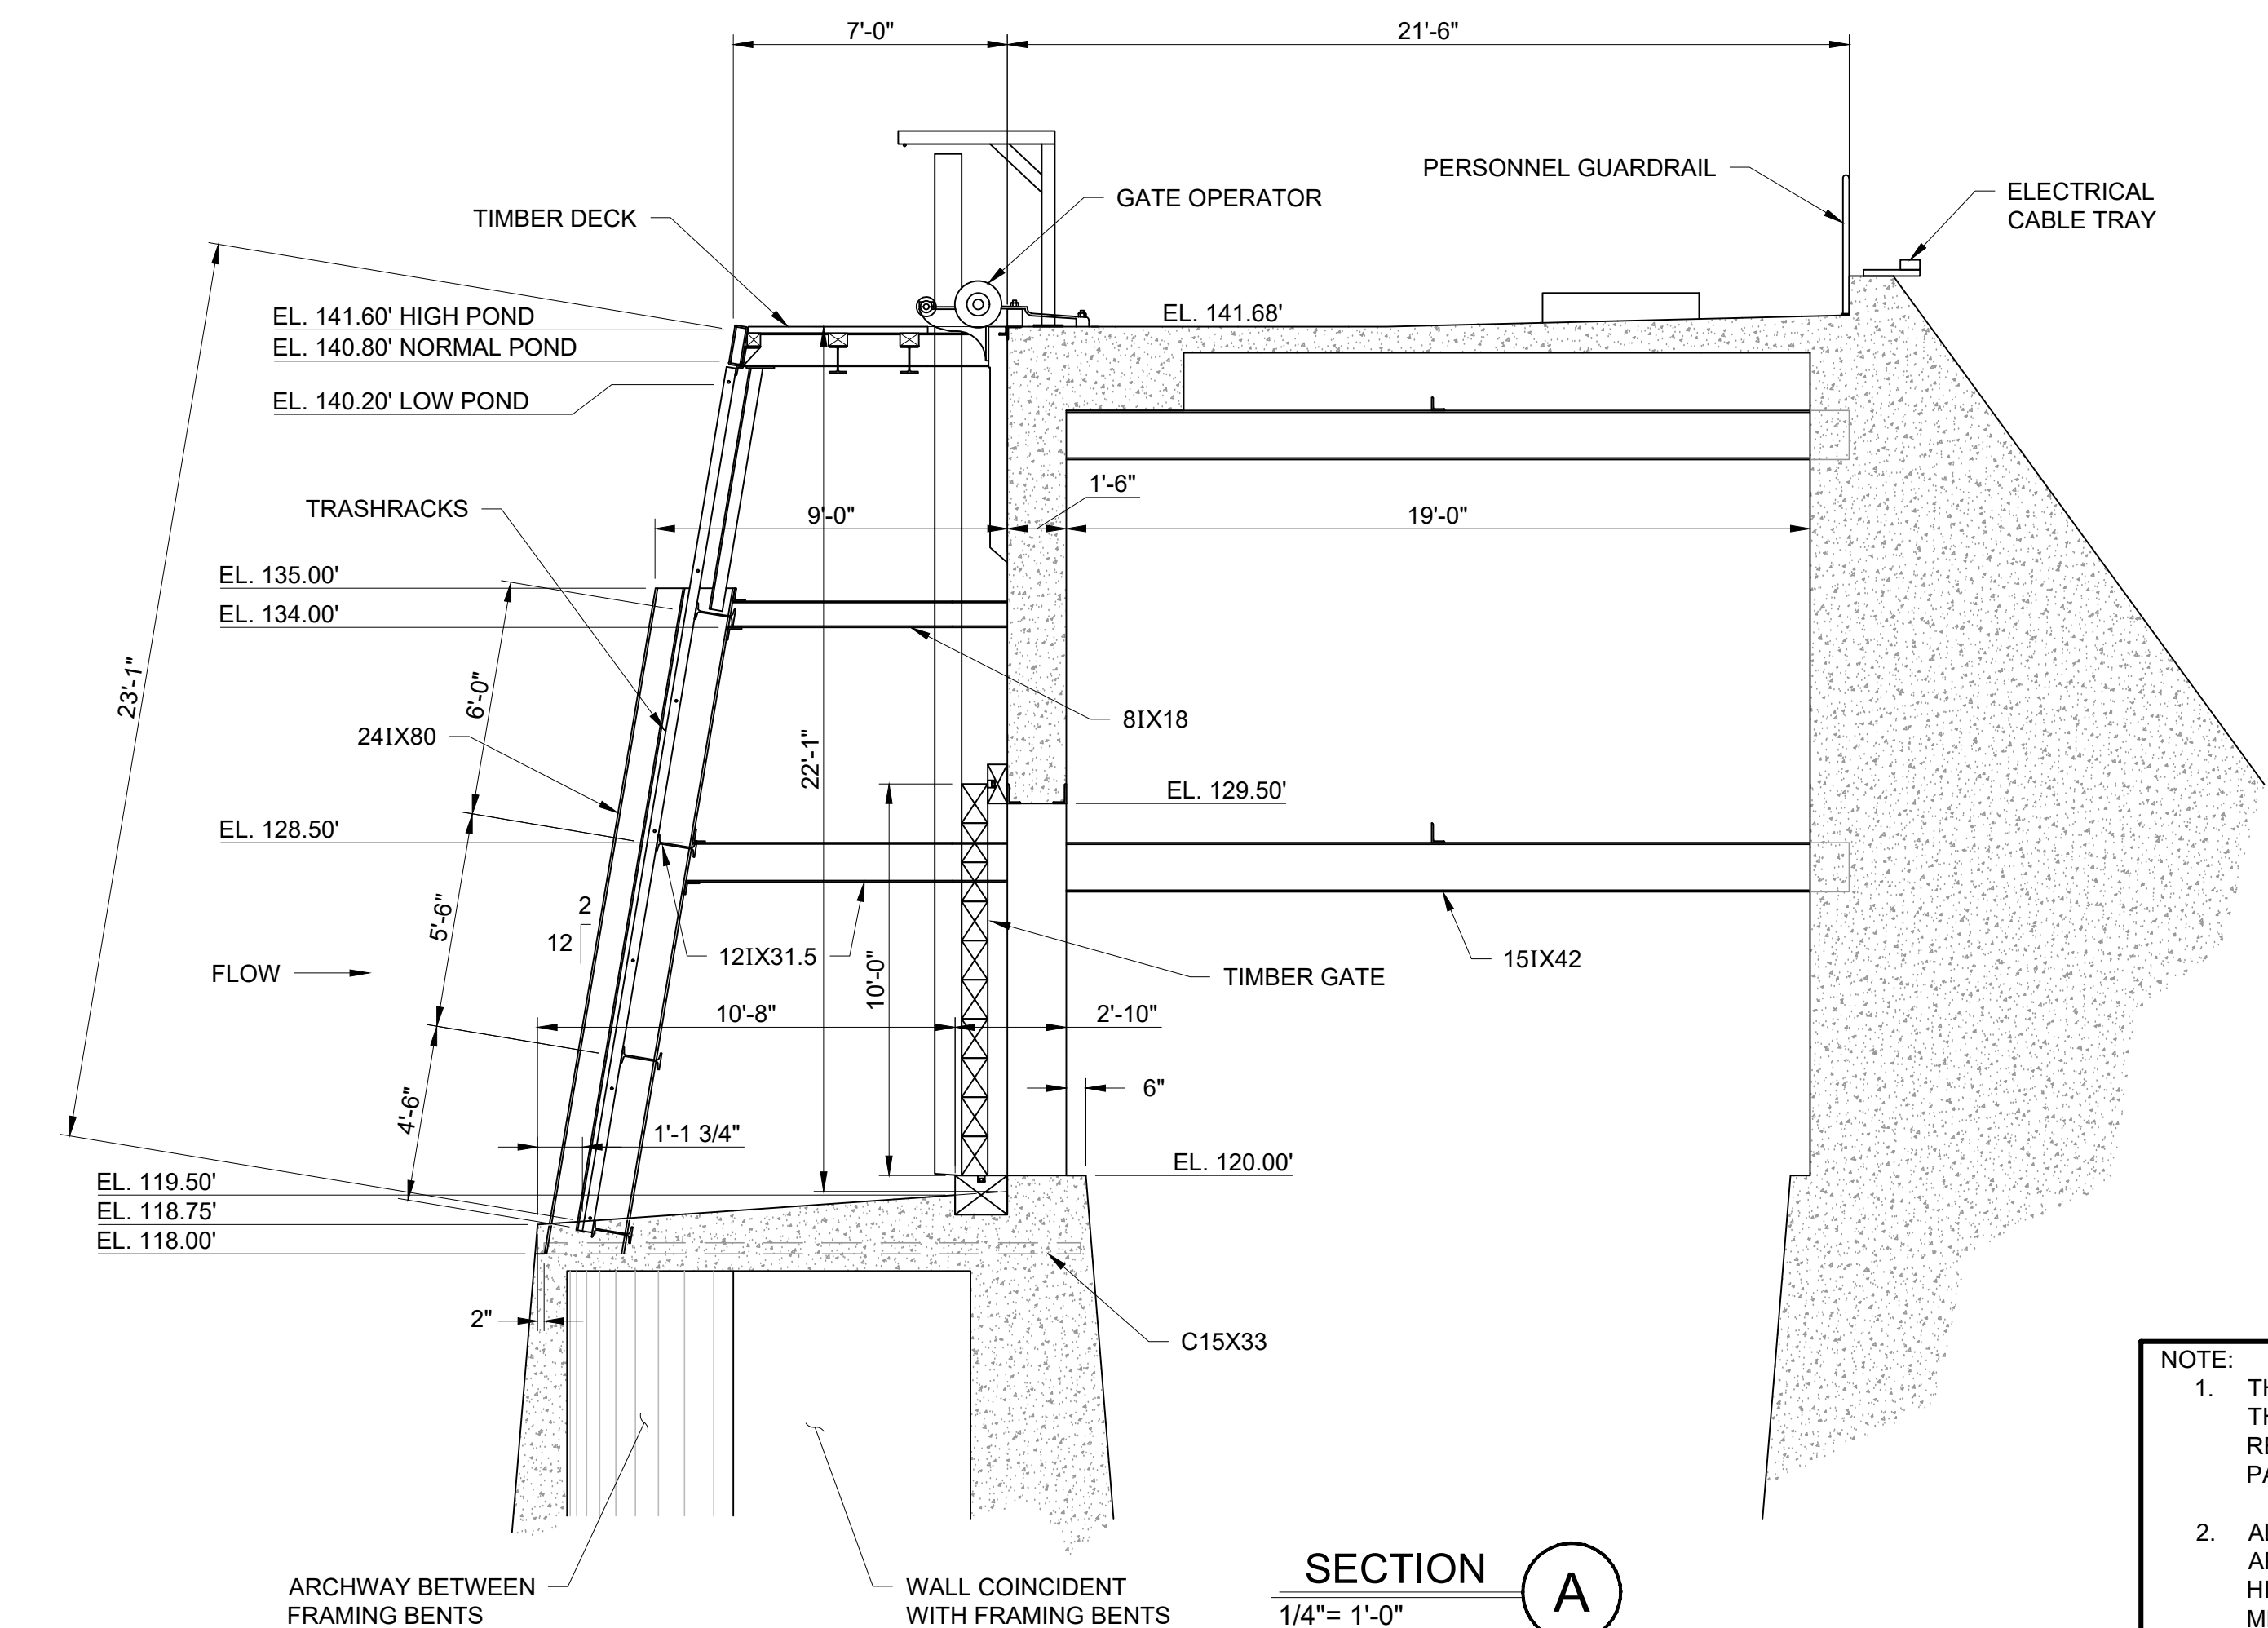 7'-0"
21'-6"
PERSONNEL GUARDRAIL
ELECTRICAL
CABLE TRAY
GATE OPERATOR
TIMBER DECK
EL. 141.60' HIGH POND
EL. 141.68'
EL. 140.80' NORMAL POND
EL. 140.20' LOW POND
1'-6"
TRASHRACKS
9'-0"
19'-0"
EL. 135.00'
EL. 134.00'
23'-1"
6'-0"
24IX80
8IX18
22'-1"
EL. 129.50'
EL. 128.50'
5'-6"
2
12
12IX31.5
10'-0"
15IX42
FLOW
TIMBER GATE
10'-8"
2'-10"
6"
4'-6"
1'-1 3/4"
EL. 120.00'
EL. 119.50'
EL. 118.75'
EL. 118.00'
2"
C15X33
NOTE:
1.
2.
ARCHWAY BETWEEN
FRAMING BENTS
WALL COINCIDENT
WITH FRAMING BENTS
SECTION
A
1/4"= 1'-0"